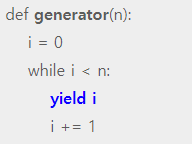 def generator(n):
    i = 0
    while i < n:
        yield i
        i += 1